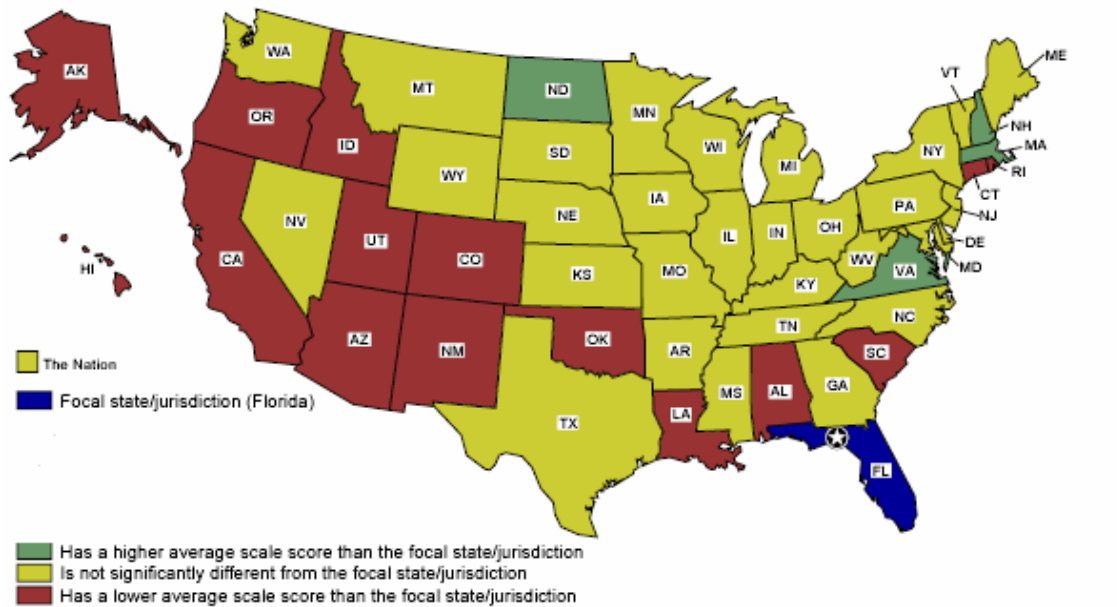 AK
WA
MT
ND
MN
VT
ME
OR
ID
SD
WI
NY
NH
MA
WY
MI
RI
CT
NV
NE
IA
PA
NJ
IL
IN
OH
DE
MD
UT
CO
KS
MO
WV
VA
CA
KY
HI
AZ
NM
OK
AR
TN
NC
SC
The Nation
MS
AL
GA
Focal state/jurisdiction (Florida)
TX
LA
FL
Has a higher average scale score than the focal state/jurisdiction
Is not significantly different from the focal state/jurisdiction
Has a lower average scale score than the focal state/jurisdiction